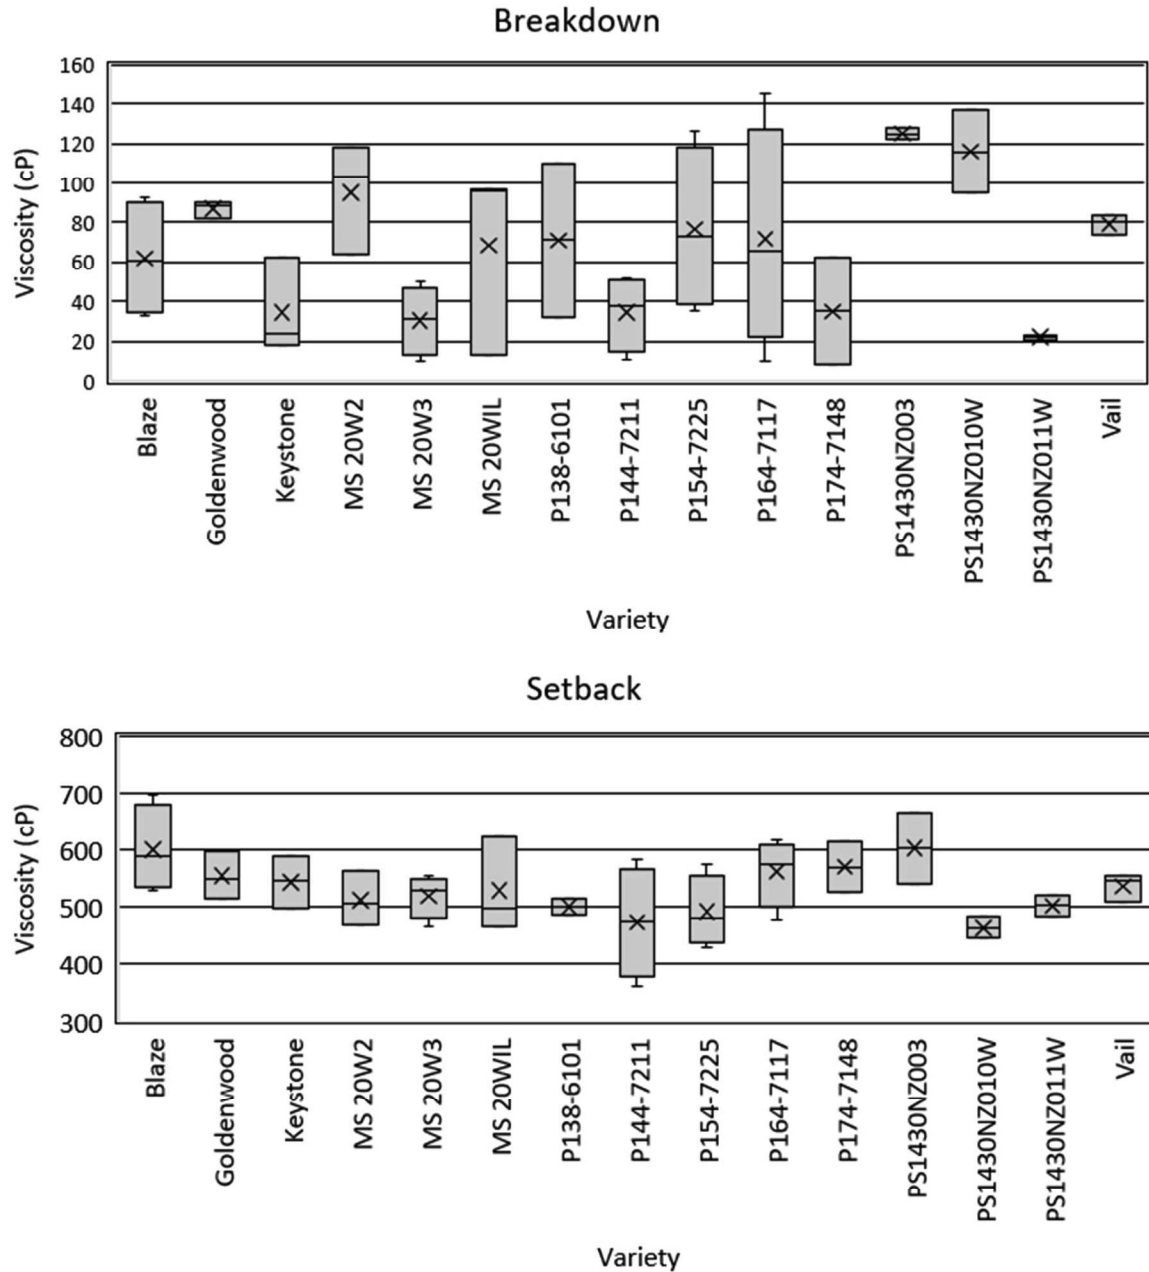 Breakdown
Viscosity (cP)
160
140
120
100
80
60
40
20
0
Blaze
Goldenwood
Keystone
MS 20W2
MS 20W3
MS 20WIL
P138-6101
P144-7211
P154-7225
P164-7117
P174-7148
PS1430NZ003
PS1430NZ010W
PS1430NZ011W
Vail
Variety
Setback
Viscosity (cP)
800
700
600
500
400
300
Blaze
Goldenwood
Keystone
MS 20W2
MS 20W3
MS 20WIL
P138-6101
P144-7211
P154-7225
P164-7117
P174-7148
PS1430NZ003
PS1430NZ010W
PS1430NZ011W
Vail
Variety